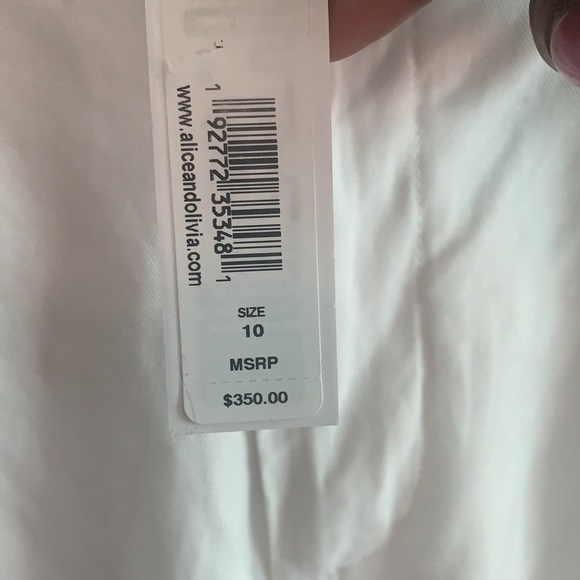 1 92772 35348 1
www.aliceandolivia.com
SIZE
10
MSRP
$350.00